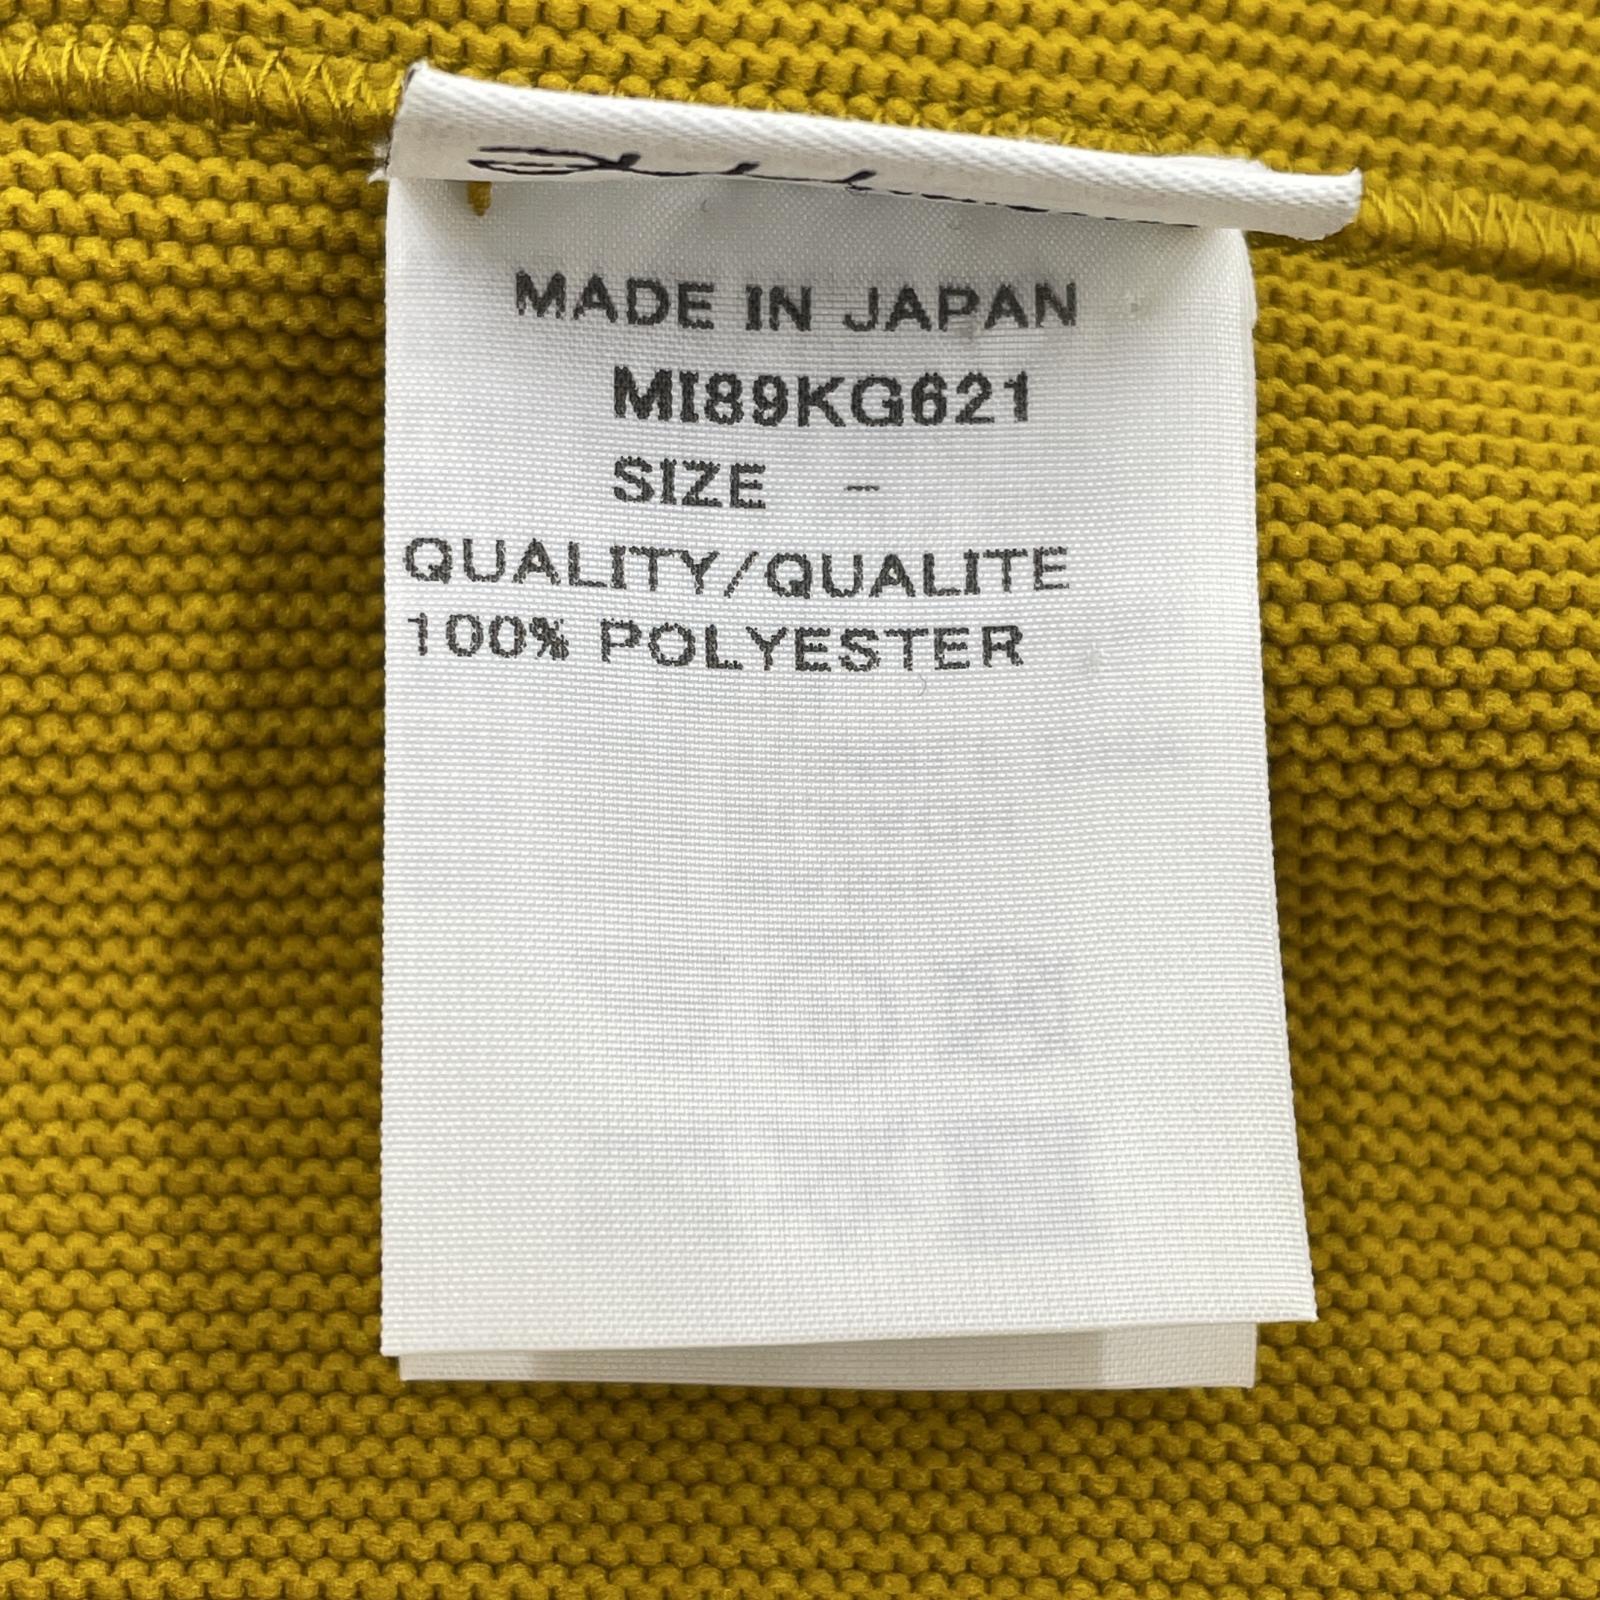 MADE IN JAPAN
MI89KG621
SIZE -
QUALITY/QUALITE
100% POLYESTER